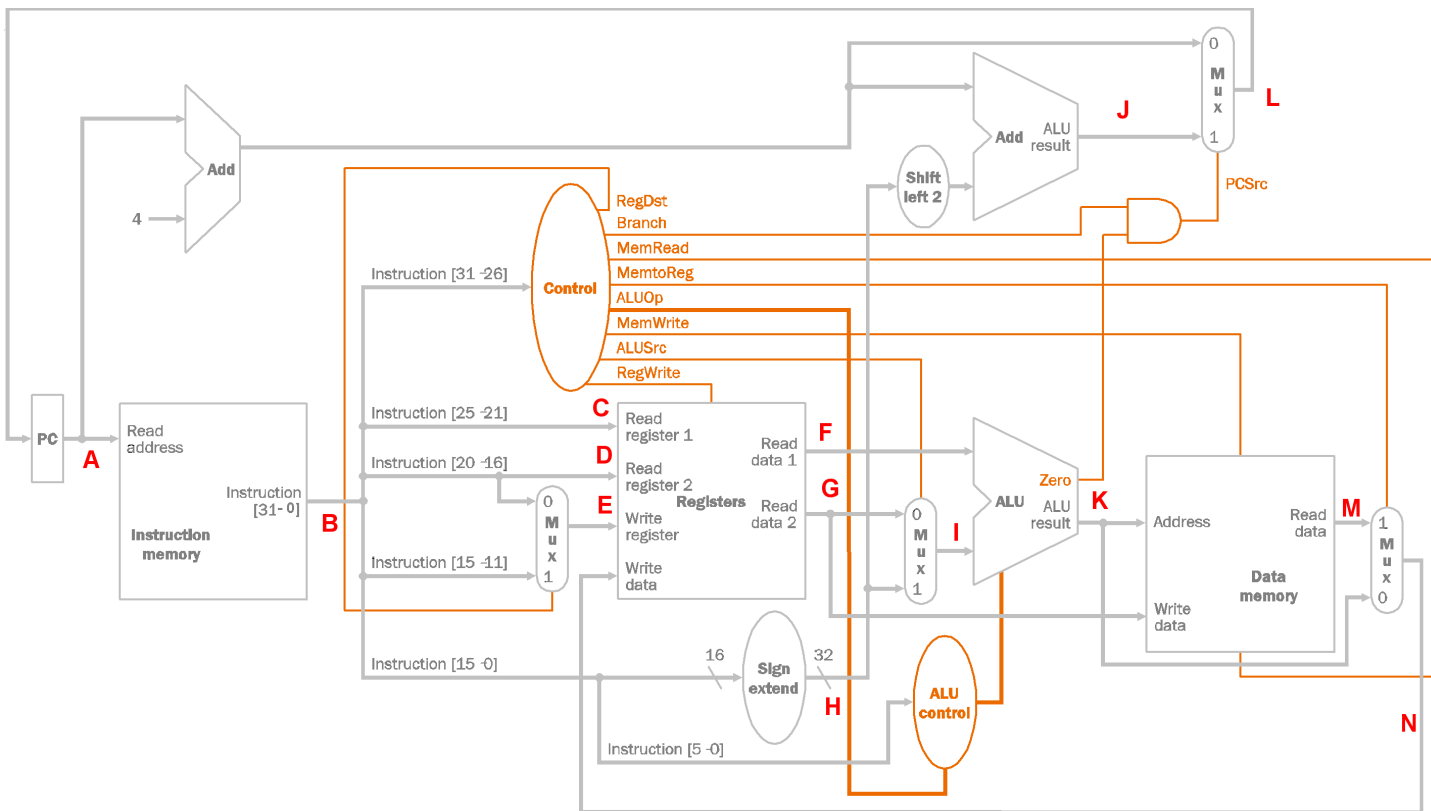 0
M
u
x
1
L
J
Add
ALU
result
Add
Shift
left 2
PCSrc
4
RegDst
Branch
MemRead
MemtoReg
ALUOp
MemWrite
ALUSrc
RegWrite
Control
Instruction [31-26]
PC
A
Read
address
Instruction
[31-0]
Instruction
memory
B
Instruction [25-21]
C
Instruction [20-16]
D
0
M
u
x
1
E
Instruction [15-11]
Read
register 1
Read
register 2
Write
register
Write
data
Registers
Read
data 1
Read
data 2
F
G
0
M
u
x
1
I
Zero
ALU
ALU
result
K
Address
Read
data
Write
data
Data
memory
M
1
M
u
x
0
Instruction [15-0]
16
Sign
extend
32
H
ALU
control
Instruction [5-0]
N